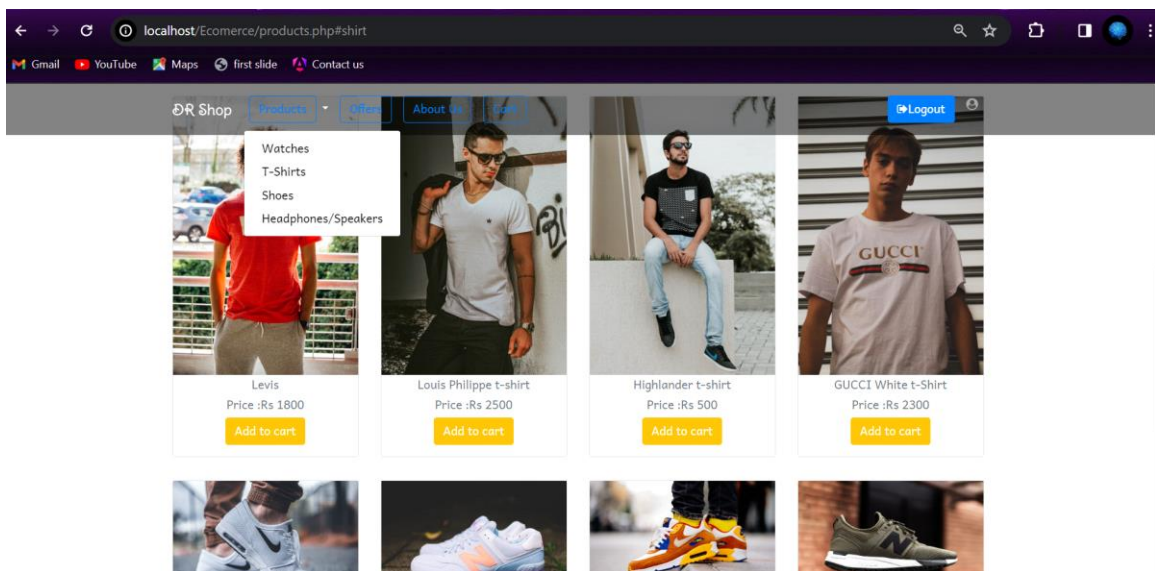 localhost/Ecomerce/products.php#shirt
Gmail YouTube Maps first slide Contact us
DR Shop Products Offers About Us Cart Logout
Watches
T-Shirts
Shoes
Headphones/Speakers
GUCCI
Levis Louis Philippe t-shirt Highlander t-shirt GUCCI White t-Shirt
Price :Rs 1800 Price :Rs 2500 Price :Rs 500 Price :Rs 2300
Add to cart Add to cart Add to cart Add to cart